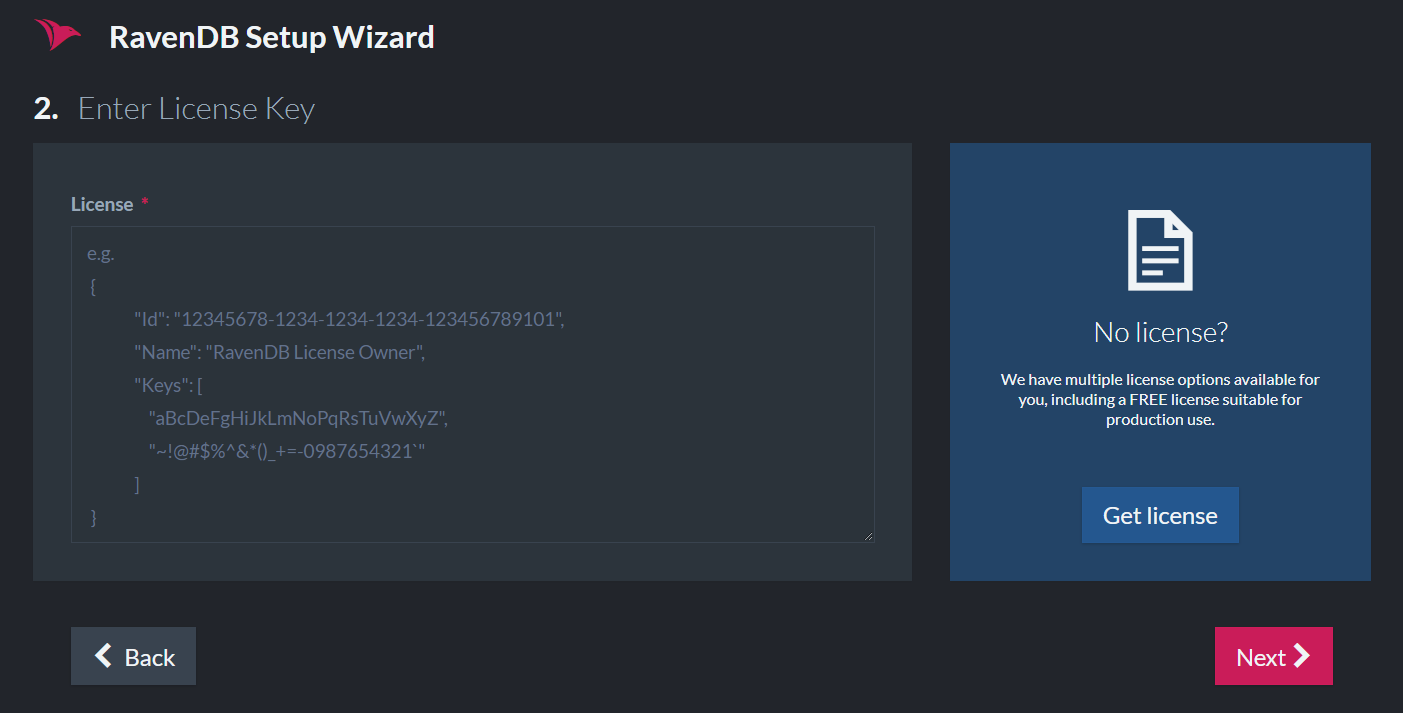 RavenDB Setup Wizard
2. Enter License Key
License *
e.g.
{
"Id": "12345678-1234-1234-1234-123456789101",
"Name": "RavenDB License Owner",
"Keys": [
"aBcDeFgHiJkLmNoPqRsTuVwXyZ",
"~!@#$%^&*()_+=-0987654321`"
]
}
No license?
We have multiple license options available for
you, including a FREE license suitable for
production use.
Get license
Back
Next